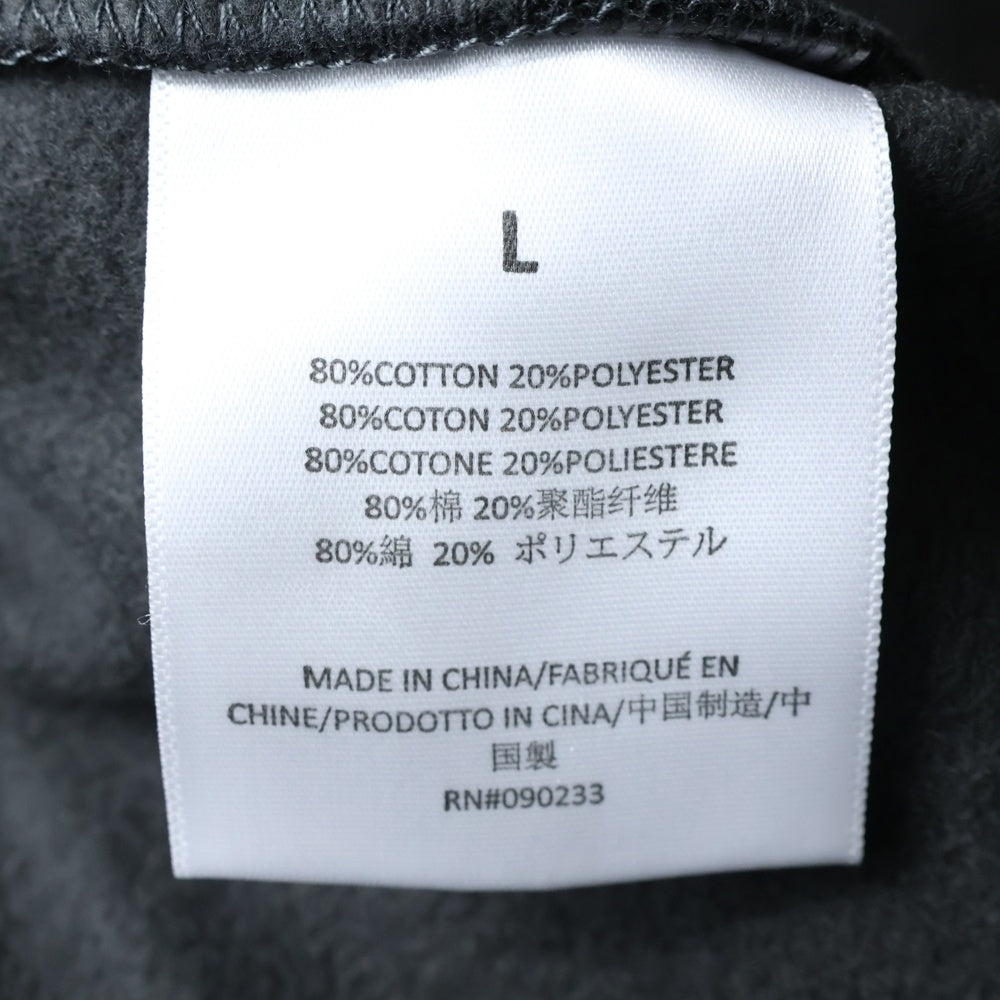 L
80%COTTON 20%POLYESTER
80%COTON 20%POLYESTER
80%COTONE 20%POLIESTERE
80%棉 20%聚酯纤维
80%綿 20% ポリエステル
MADE IN CHINA/FABRIQUÉ EN
CHINE/PRODOTTO IN CINA/中国制造/中
国製
RN#090233